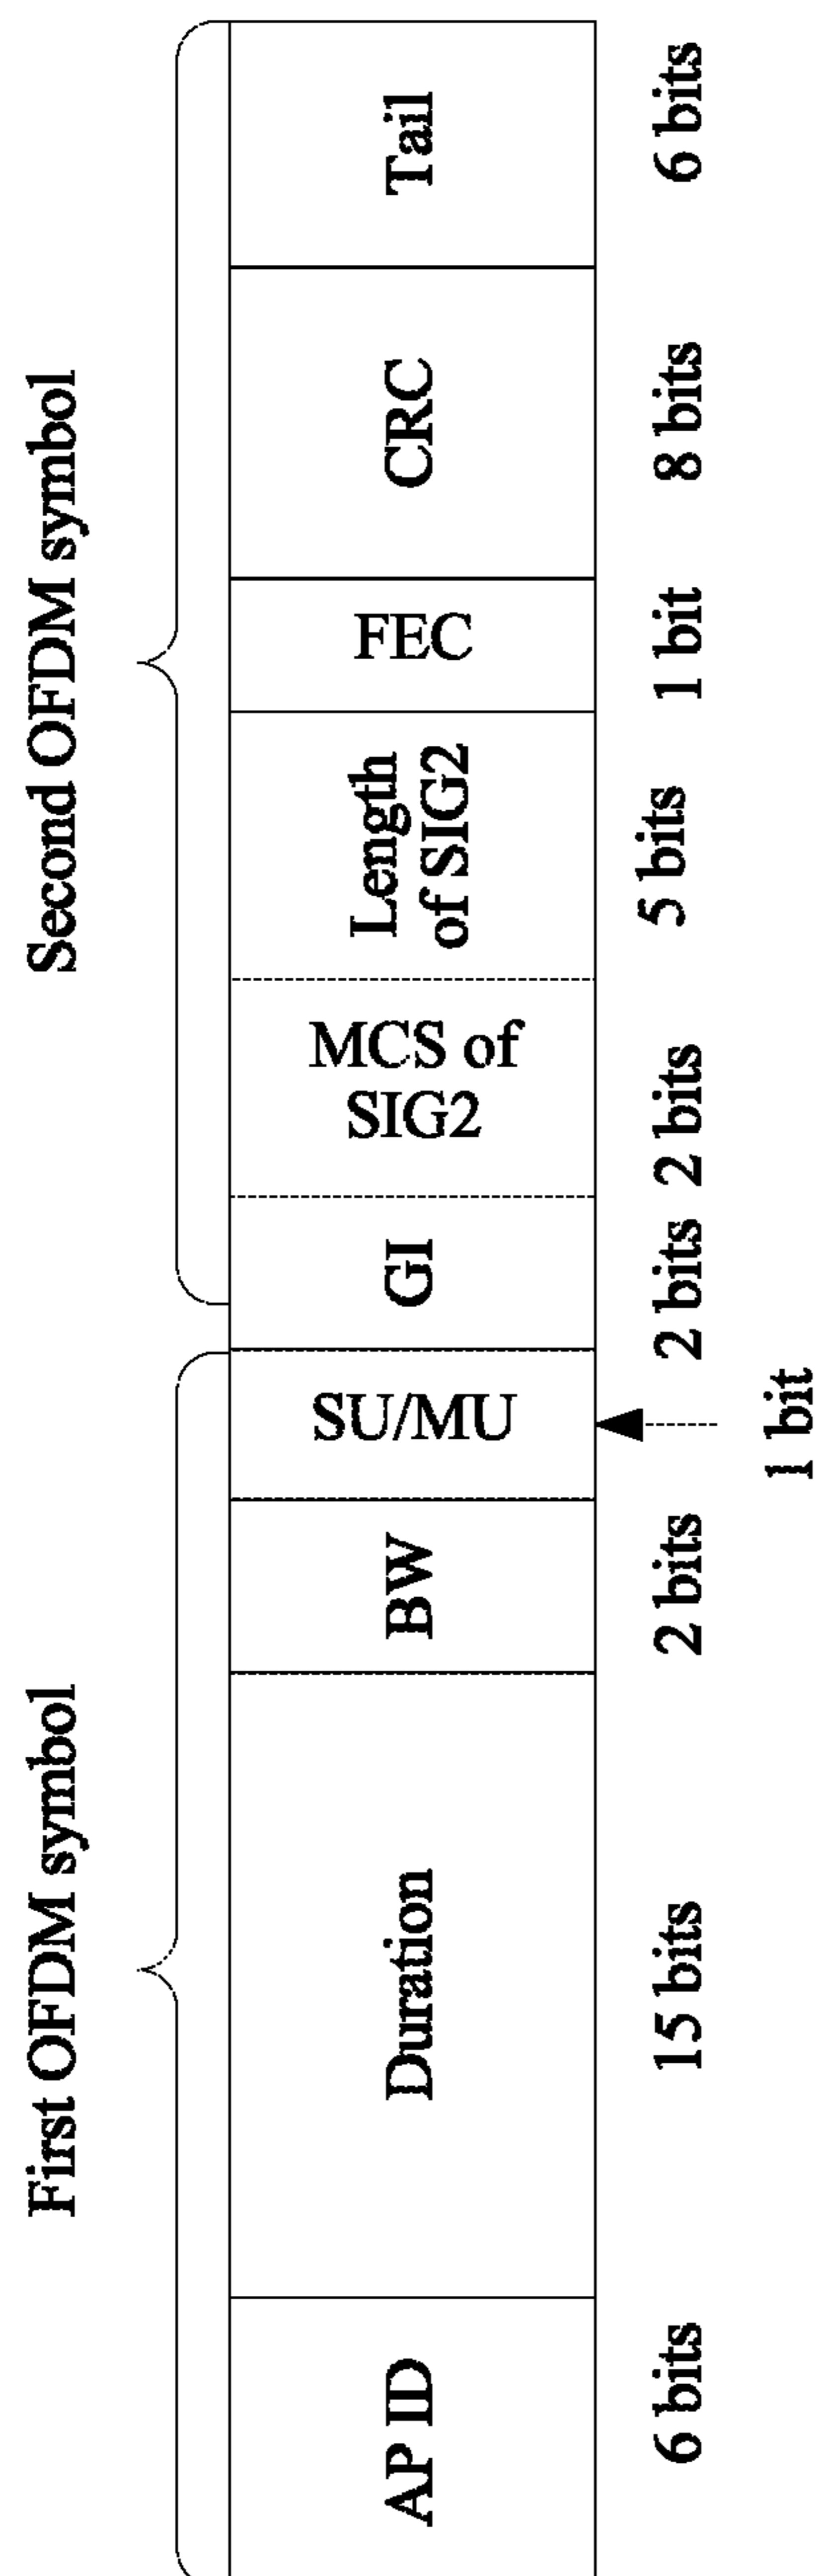 First OFDM symbol
Second OFDM symbol
AP ID
Duration
BW
SU/MU
GI
MCS of
SIG2
Length
of SIG2
FEC
CRC
Tail
6 bits
15 bits
2 bits
1 bit
2 bits
2 bits
5 bits
1 bit
8 bits
6 bits